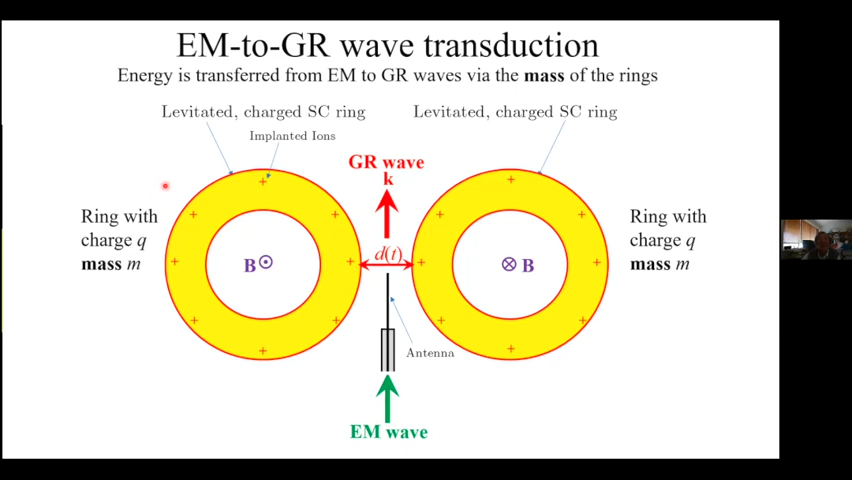 EM-to-GR wave transduction
Energy is transferred from EM to GR waves via the mass of the rings
Levitated, charged SC ring
Levitated, charged SC ring
Implanted Ions
GR wave
k
Ring with
charge q
mass m
B
d(t)
B
Ring with
charge q
mass m
Antenna
EM wave